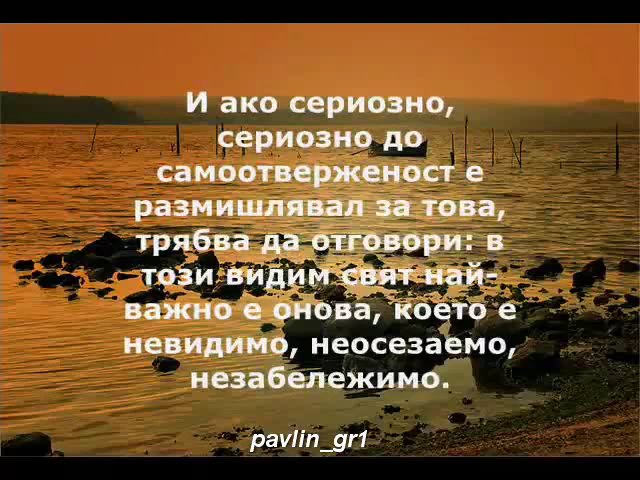 И ако сериозно,
сериозно до
самоотверженост е
размишлявал за това,
трябва да отговори: в
този видим свят най-
важно е онова, което е
невидимо, неосезаемо,
незабележимо.
pavlin_gr1